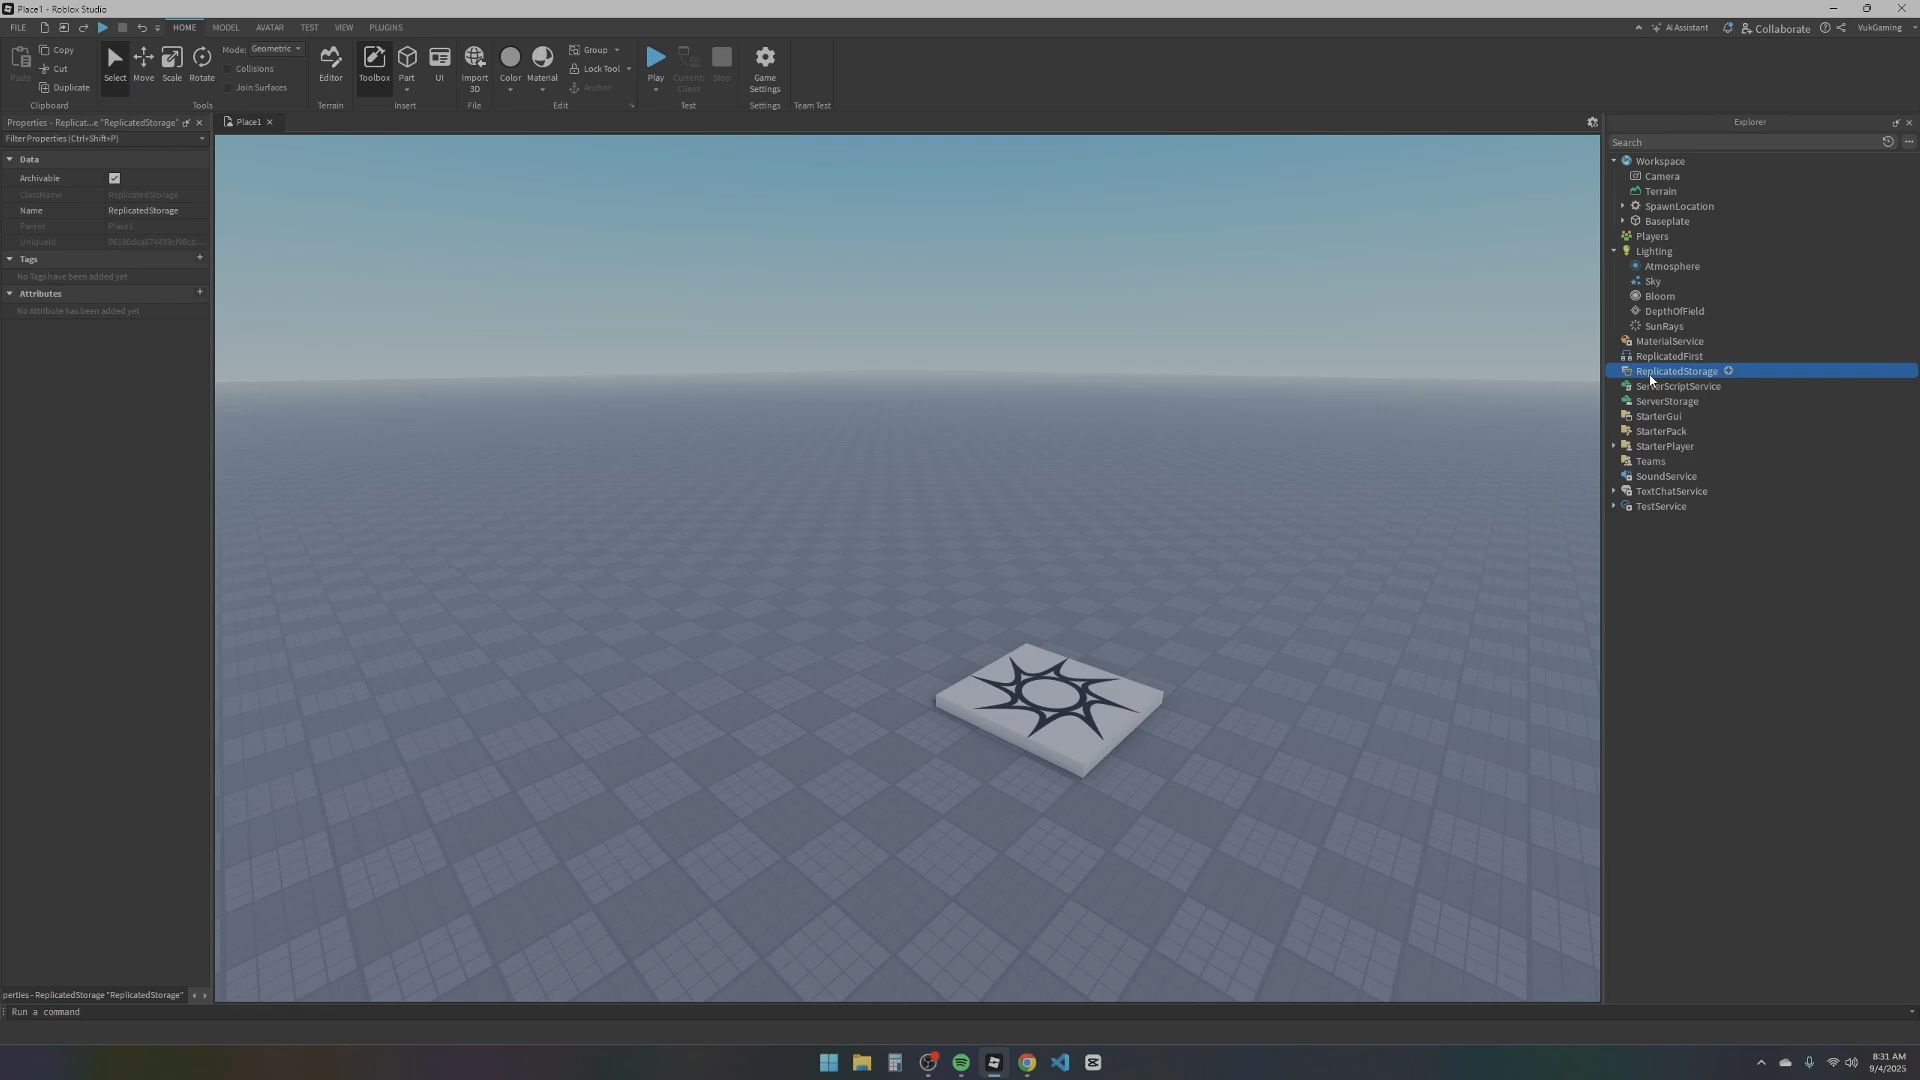 Place1 - Roblox Studio
FILE HOME MODEL AVATAR TEST VIEW PLUGINS AI Assistant Collaborate VukGaming
Paste Copy Cut Duplicate Clipboard
Select Move Scale Rotate Mode: Geometric Collisions Join Surfaces Tools
Editor Terrain
Toolbox Part UI Insert
Import 3D File
Color Material Group Lock Tool Anchor Edit
Play Current Client Stop Test
Game Settings Settings
Team Test
Properties - Replicat...e "ReplicatedStorage"
Filter Properties (Ctrl+Shift+P)
Data
Archivable
ClassName ReplicatedStorage
Name ReplicatedStorage
Parent Place1
UniqueId
Tags
No Tags have been added yet
Attributes
No Attribute has been added yet
Place1
Explorer
Search
Workspace
Camera
Terrain
SpawnLocation
Baseplate
Players
Lighting
Atmosphere
Sky
Bloom
DepthOfField
SunRays
MaterialService
ReplicatedFirst
ReplicatedStorage
ServerScriptService
ServerStorage
StarterGui
StarterPack
StarterPlayer
Teams
SoundService
TextChatService
TestService
perties - ReplicatedStorage "ReplicatedStorage"
Run a command
8:31 AM
9/4/2025